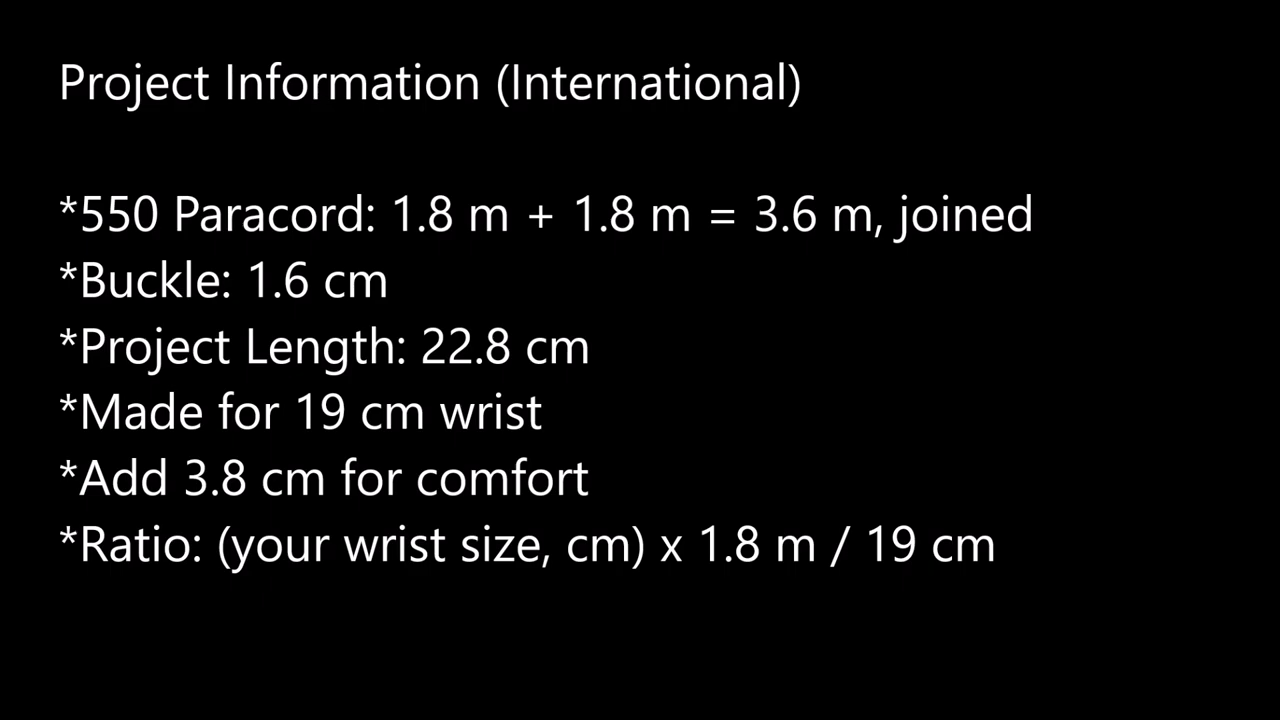 Project Information (International)
*550 Paracord: 1.8 m + 1.8 m = 3.6 m, joined
*Buckle: 1.6 cm
*Project Length: 22.8 cm
*Made for 19 cm wrist
*Add 3.8 cm for comfort
*Ratio: (your wrist size, cm) x 1.8 m / 19 cm